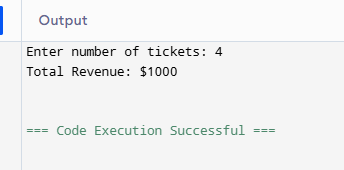 Output
Enter number of tickets: 4
Total Revenue: $1000
=== Code Execution Successful ===